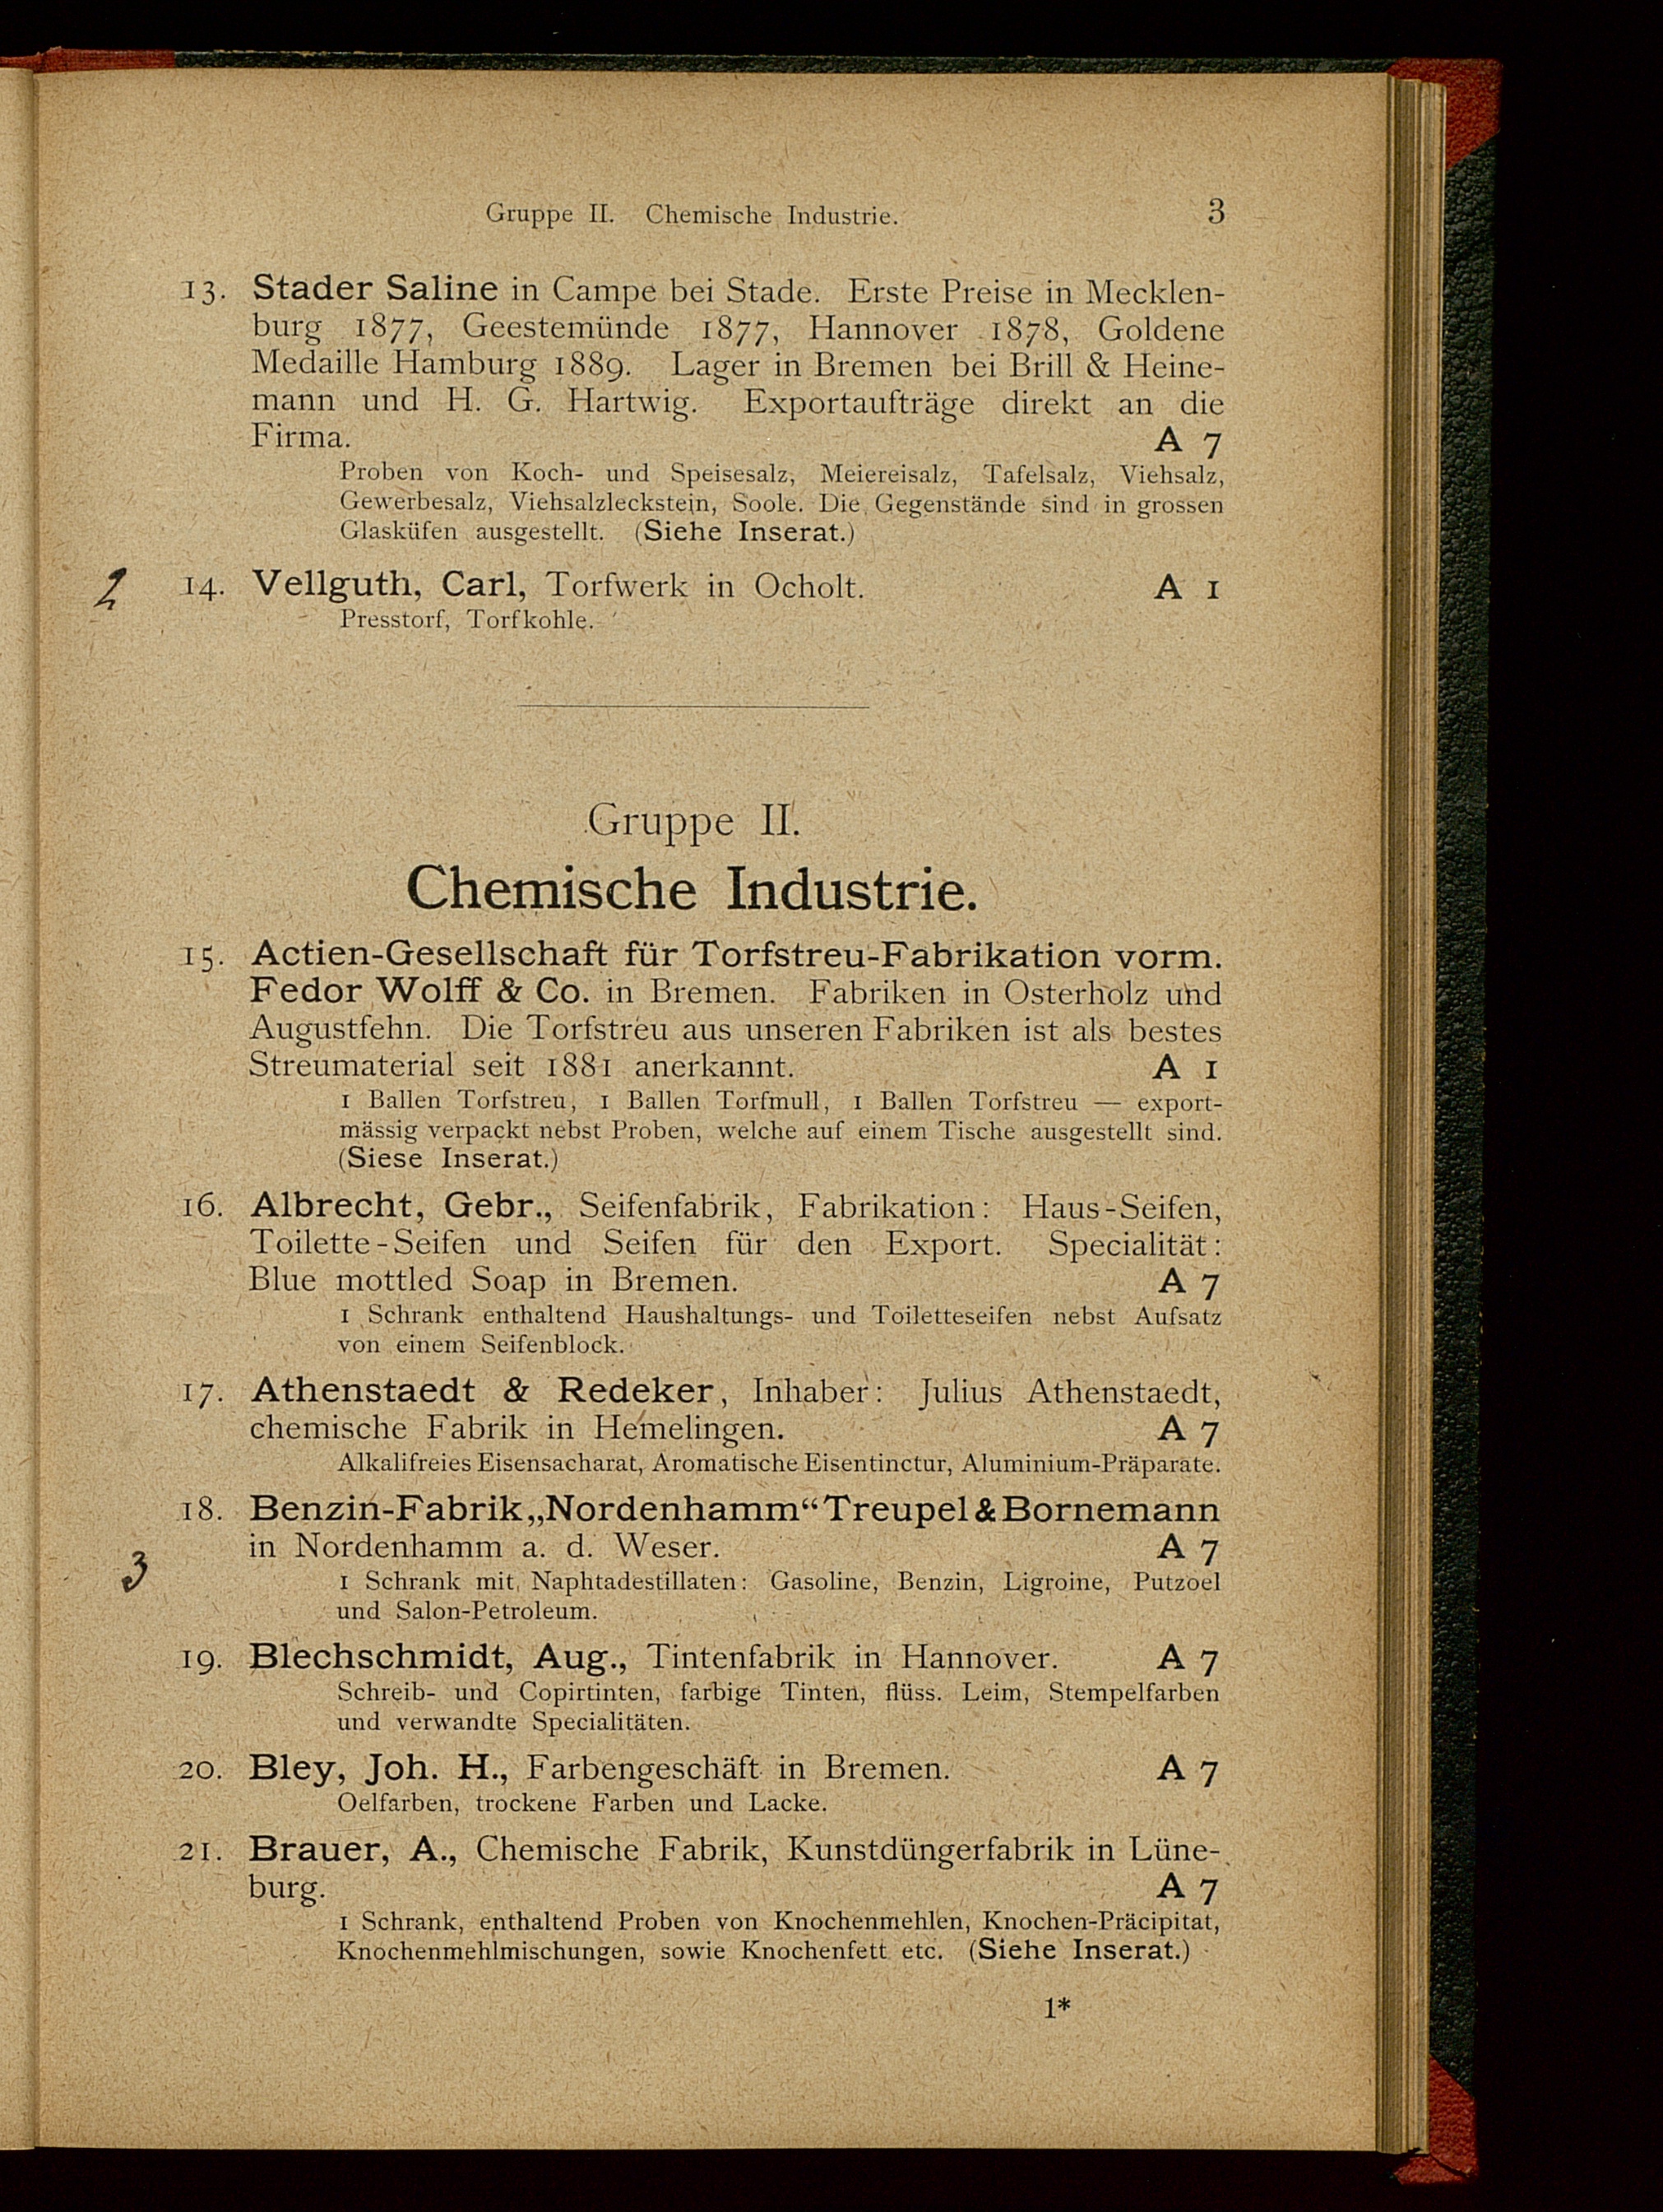 Gruppe II. Chemische Industrie. 3
13. Stader Saline in Campe bei Stade. Erste Preise in Mecklen-
burg 1877, Geestemünde 1877, Hannover 1878, Goldene
Medaille Hamburg 1889. Lager in Bremen bei Brill & Heine-
mann und H. G. Hartwig. Exportaufträge direkt an die
Firma. A 7
Proben von Koch- und Speisesalz, Meiereisalz, Tafelsalz, Viehsalz,
Gewerbesalz, Viehsalzleckstein, Soole. Die Gegenstände sind in grossen
Glasküfen ausgestellt. (Siehe Inserat.)
2 14. Vellguth, Carl, Torfwerk in Ocholt. A 1
Presstorf, Torfkohle.
Gruppe II.
Chemische Industrie.
15. Actien-Gesellschaft für Torfstreu-Fabrikation vorm.
Fedor Wolff & Co. in Bremen. Fabriken in Osterholz und
Augustfehn. Die Torfstreu aus unseren Fabriken ist als bestes
Streumaterial seit 1881 anerkannt. A 1
1 Ballen Torfstreu, 1 Ballen Torfmull, 1 Ballen Torfstreu — export-
mässig verpackt nebst Proben, welche auf einem Tische ausgestellt sind.
(Siese Inserat.)
16. Albrecht, Gebr., Seifenfabrik, Fabrikation: Haus-Seifen,
Toilette-Seifen und Seifen für den Export. Specialität:
Blue mottled Soap in Bremen. A 7
1 Schrank enthaltend Haushaltungs- und Toiletteseifen nebst Aufsatz
von einem Seifenblock.
17. Athenstaedt & Redeker, Inhaber: Julius Athenstaedt,
chemische Fabrik in Hemelingen. A 7
Alkalifreies Eisensacharat, Aromatische Eisentinctur, Aluminium-Präparate.
18. Benzin-Fabrik „Nordenhamm“ Treupel & Bornemann
in Nordenhamm a. d. Weser. A 7
3 1 Schrank mit Naphtadestillaten: Gasoline, Benzin, Ligroine, Putzoel
und Salon-Petroleum.
19. Blechschmidt, Aug., Tintenfabrik in Hannover. A 7
Schreib- und Copirtinten, farbige Tinten, flüss. Leim, Stempelfarben
und verwandte Specialitäten.
20. Bley, Joh. H., Farbengeschäft in Bremen. A 7
Oelfarben, trockene Farben und Lacke.
21. Brauer, A., Chemische Fabrik, Kunstdüngerfabrik in Lüne-
burg. A 7
1 Schrank, enthaltend Proben von Knochenmehlen, Knochen-Präcipitat,
Knochenmehlmischungen, sowie Knochenfett etc. (Siehe Inserat.)
1*